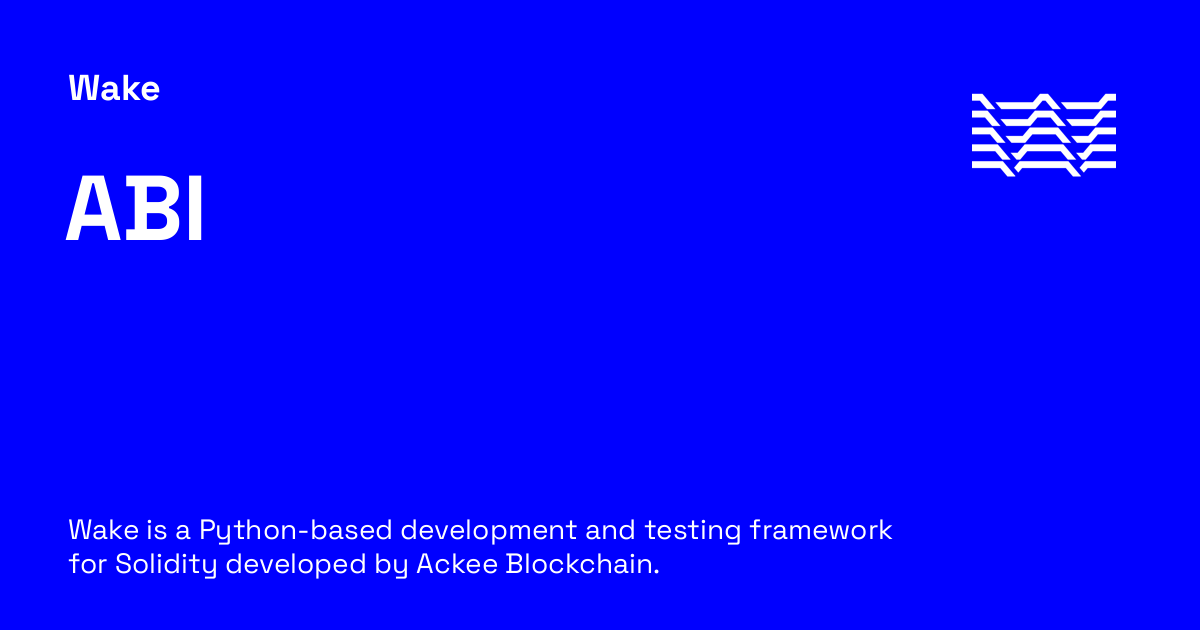 Wake
ABI
Wake is a Python-based development and testing framework
for Solidity developed by Ackee Blockchain.